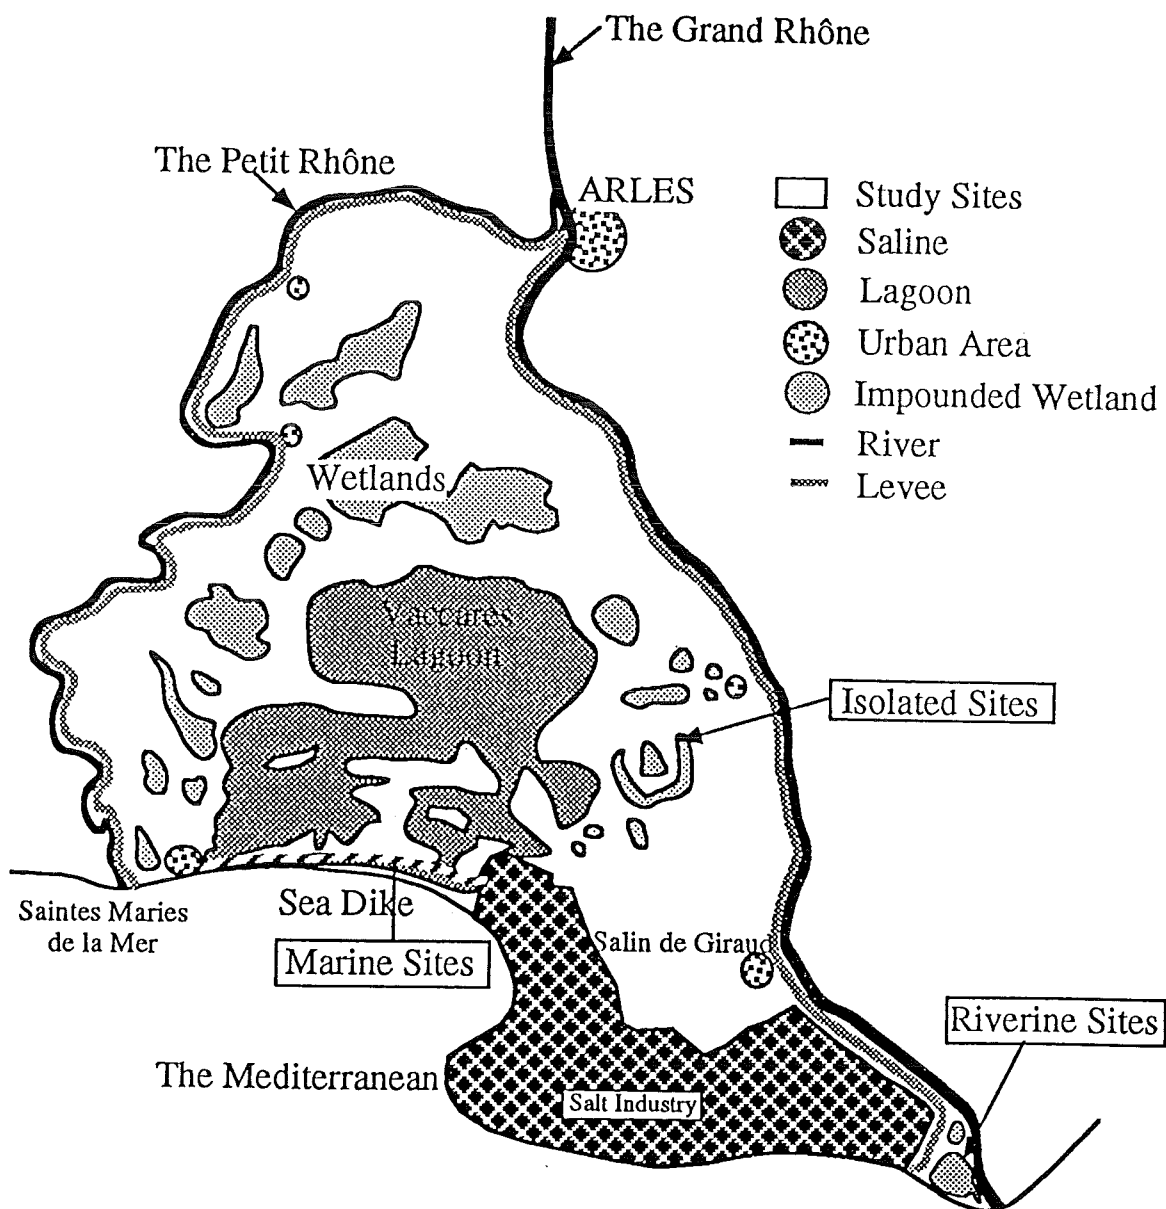 The Grand Rhône
The Petit Rhône
ARLES
Study Sites
Saline
Lagoon
Urban Area
Impounded Wetland
River
Levee
Wetlands
Vaccares
Lagoon
Isolated Sites
Saintes Maries
de la Mer
Sea Dike
Marine Sites
Salin de Giraud
Riverine Sites
The Mediterranean
Salt Industry